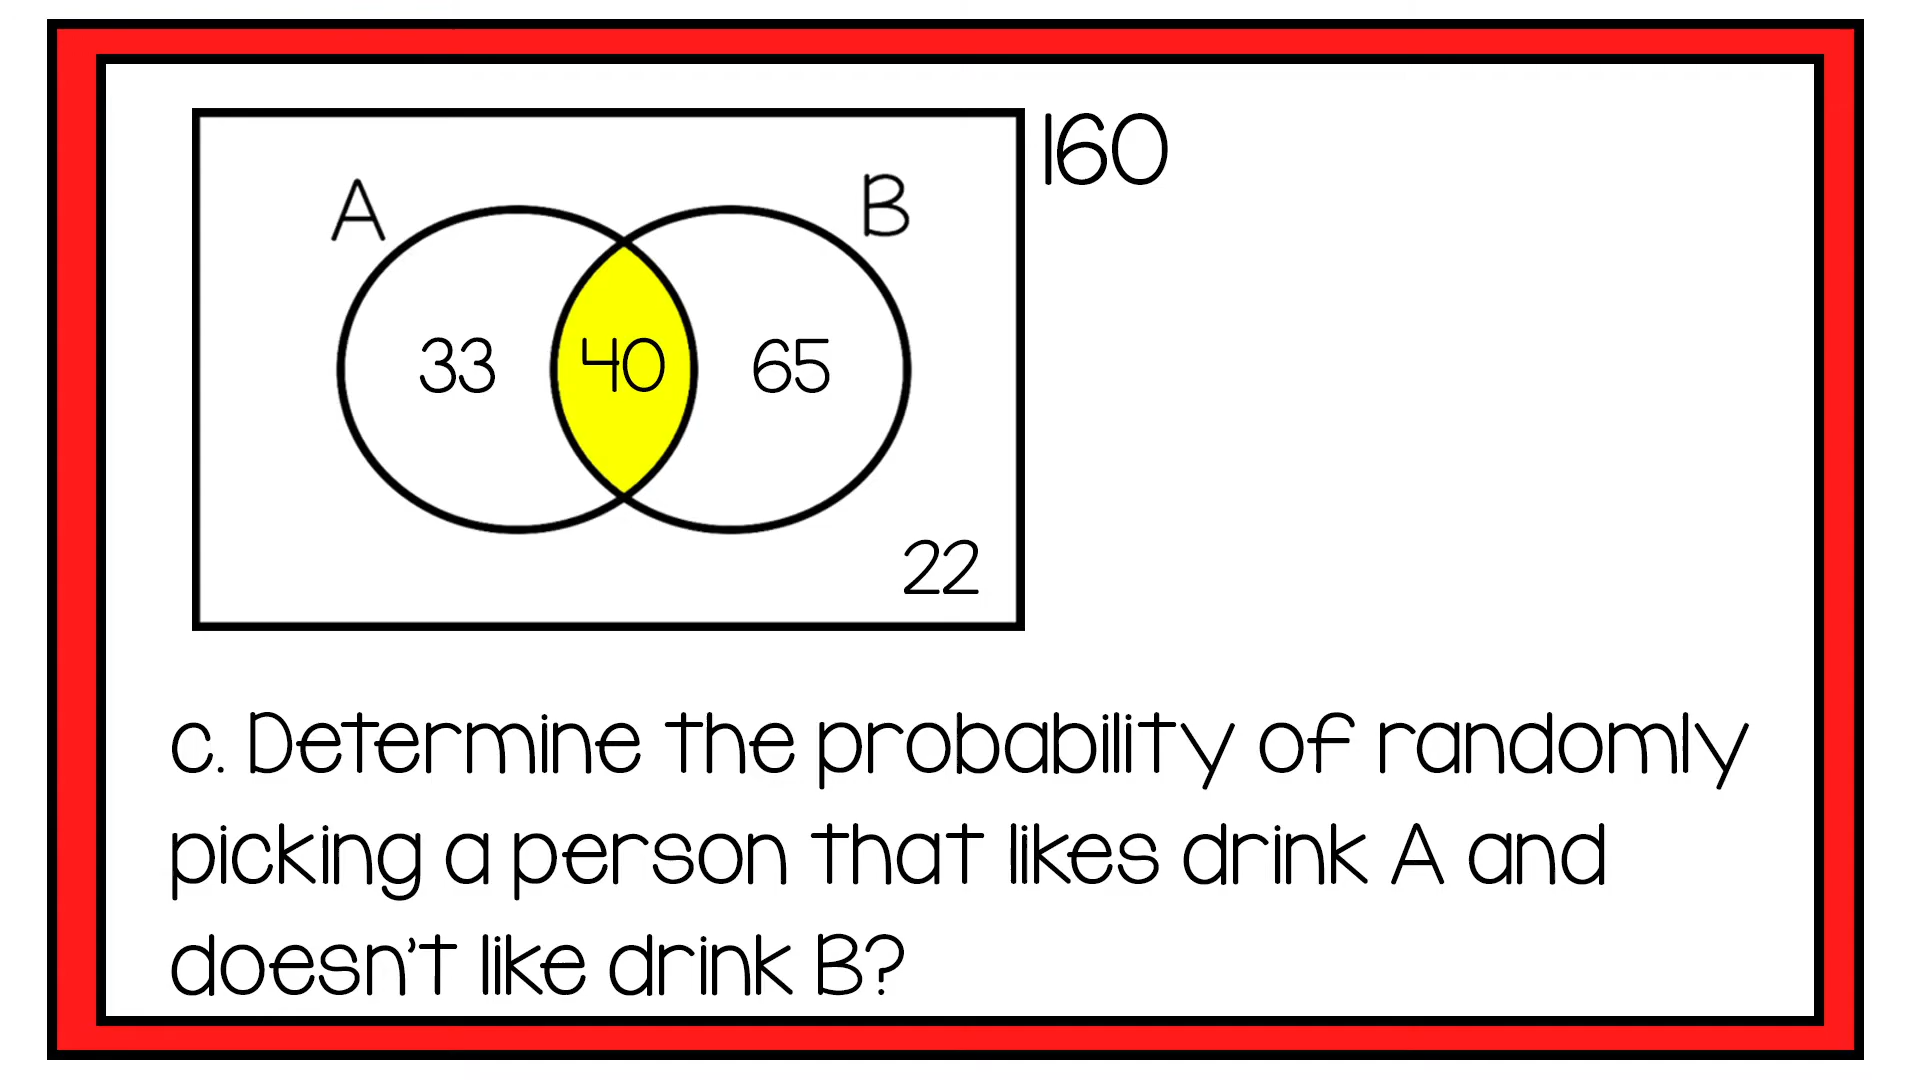 160
A
B
33
40
65
22
c. Determine the probability of randomly
picking a person that likes drink A and
doesn't like drink B?